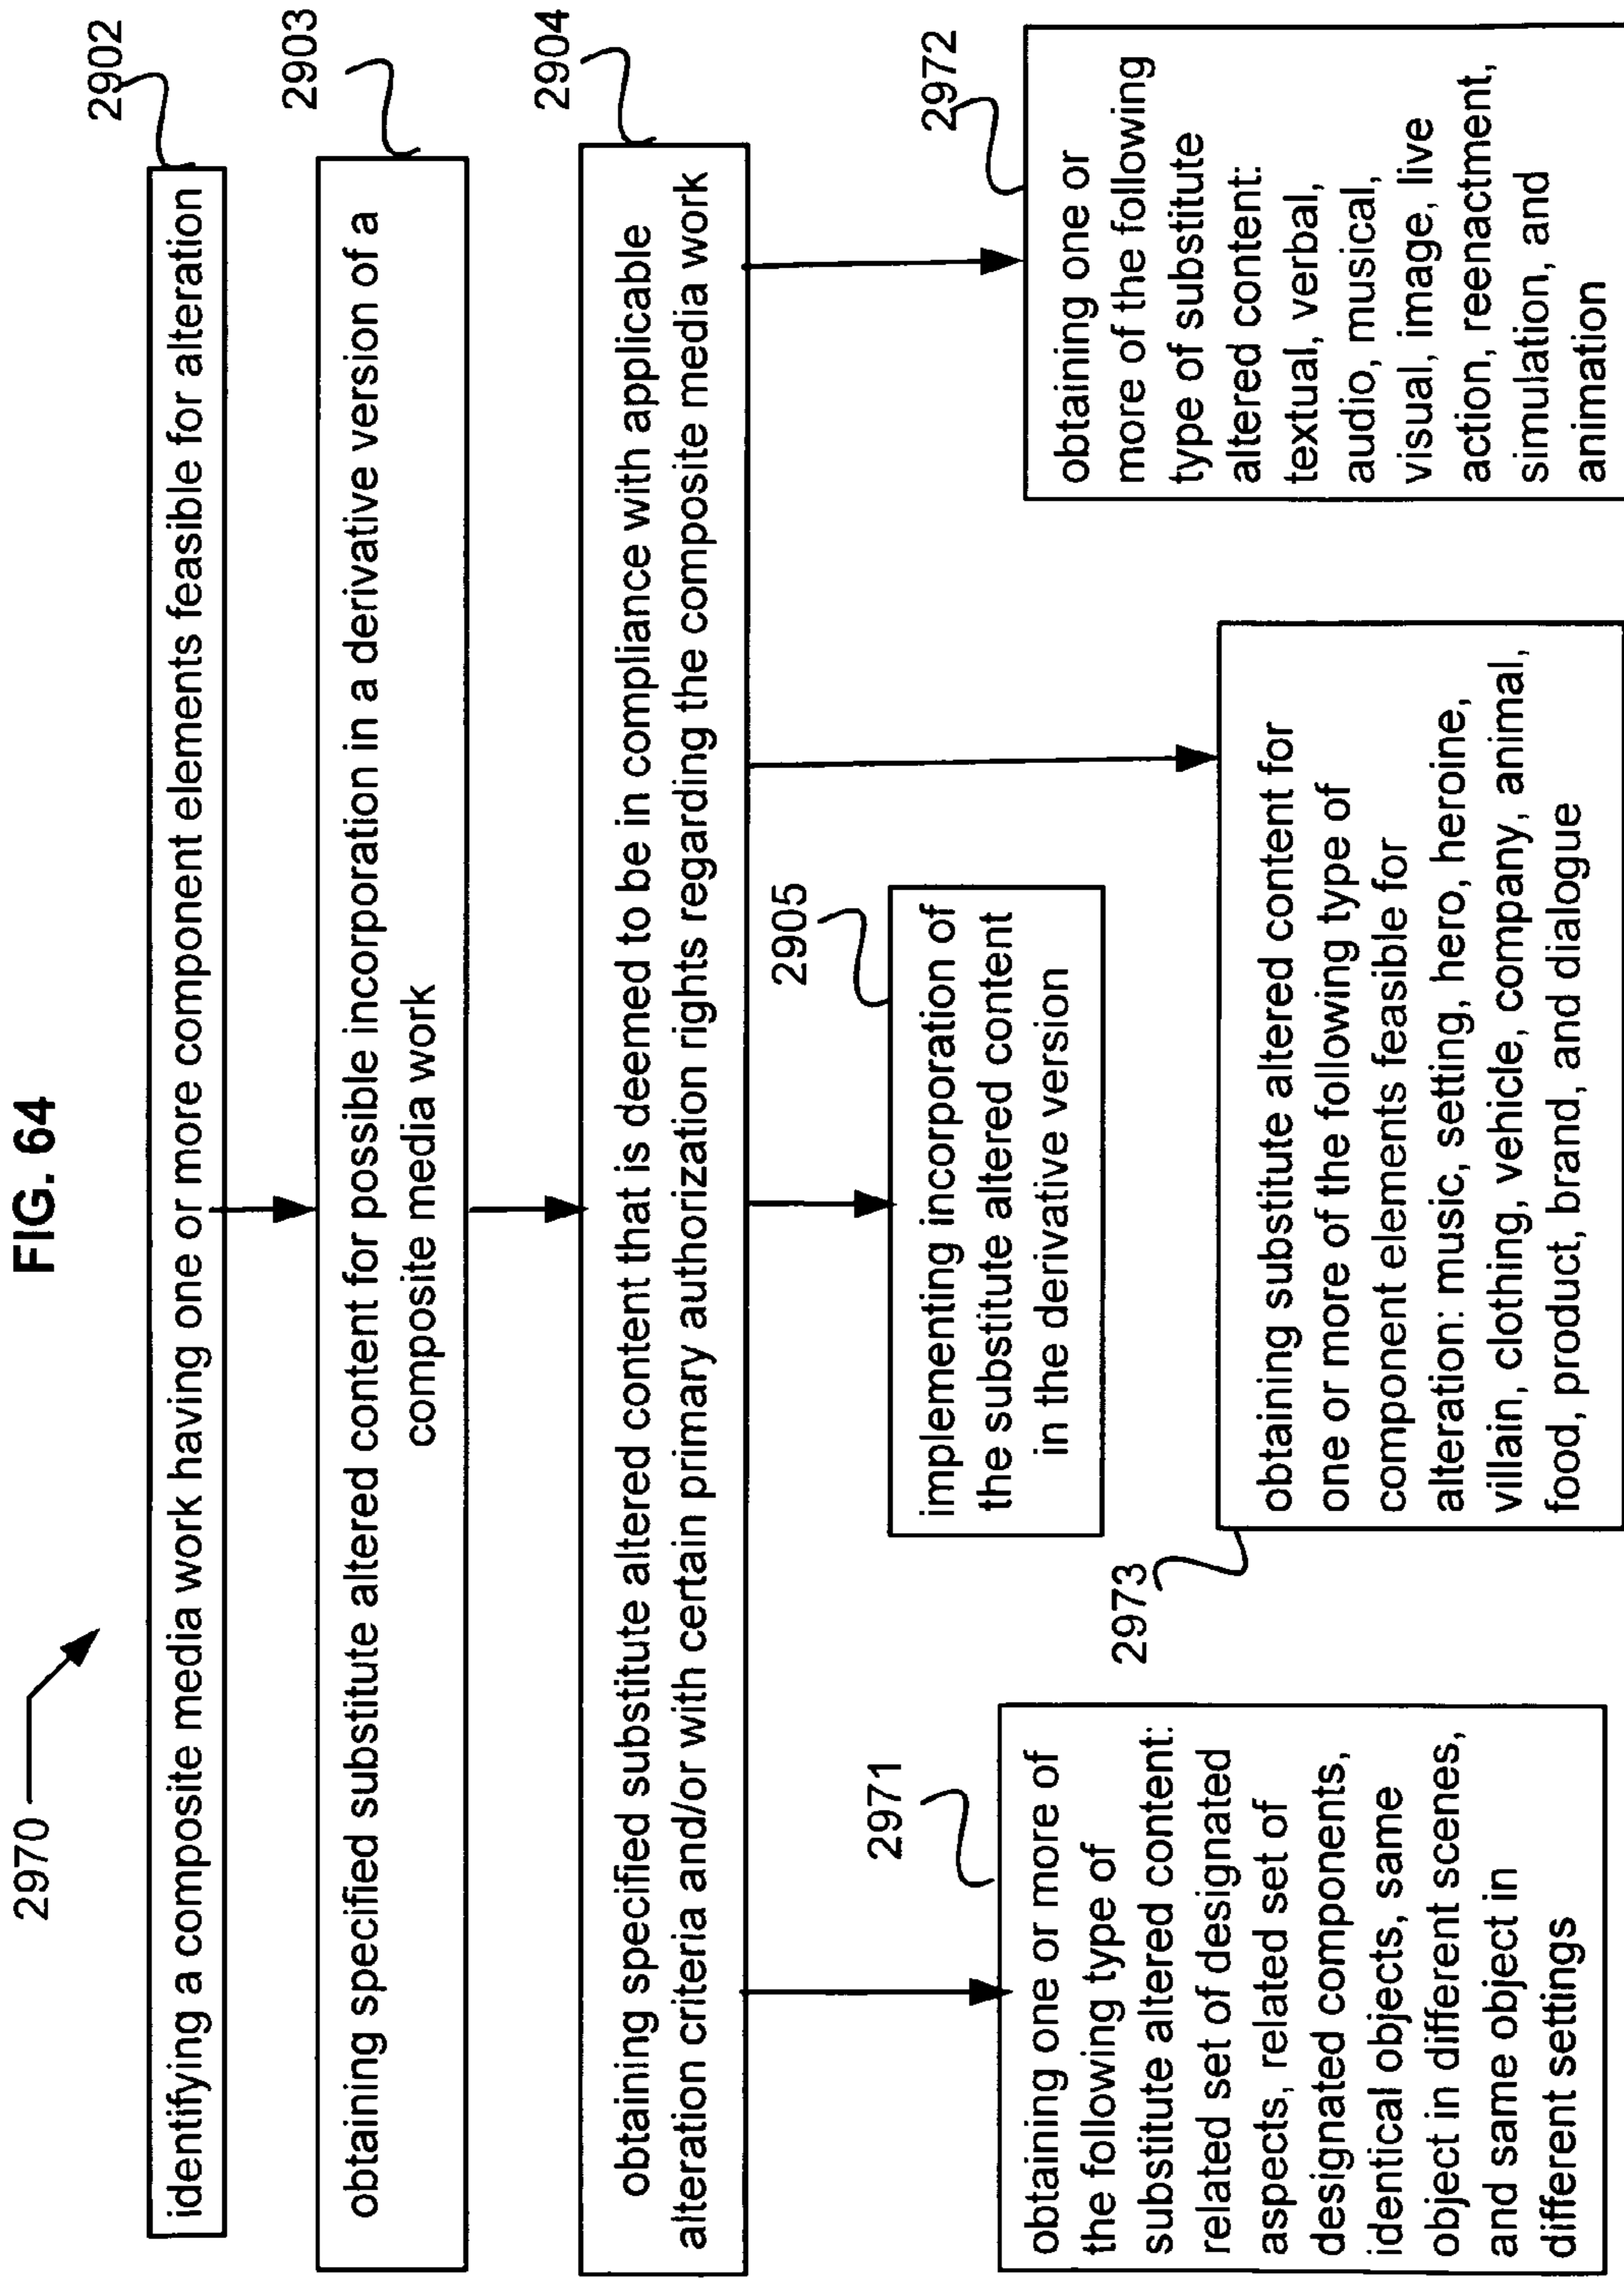 FIG. 64
2970
2902
identifying a composite media work having one or more component elements feasible for alteration
2903
obtaining specified substitute altered content for possible incorporation in a derivative version of a
composite media work
2904
obtaining specified substitute altered content that is deemed to be in compliance with applicable
alteration criteria and/or with certain primary authorization rights regarding the composite media work
2971
obtaining one or more of
the following type of
substitute altered content:
related set of designated
aspects, related set of
designated components,
identical objects, same
object in different scenes,
and same object in
different settings
2905
implementing incorporation of
the substitute altered content
in the derivative version
2973
obtaining substitute altered content for
one or more of the following type of
component elements feasible for
alteration: music, setting, hero, heroine,
villain, clothing, vehicle, company, animal,
food, product, brand, and dialogue
2972
obtaining one or
more of the following
type of substitute
altered content:
textual, verbal,
audio, musical,
visual, image, live
action, reenactment,
simulation, and
animation